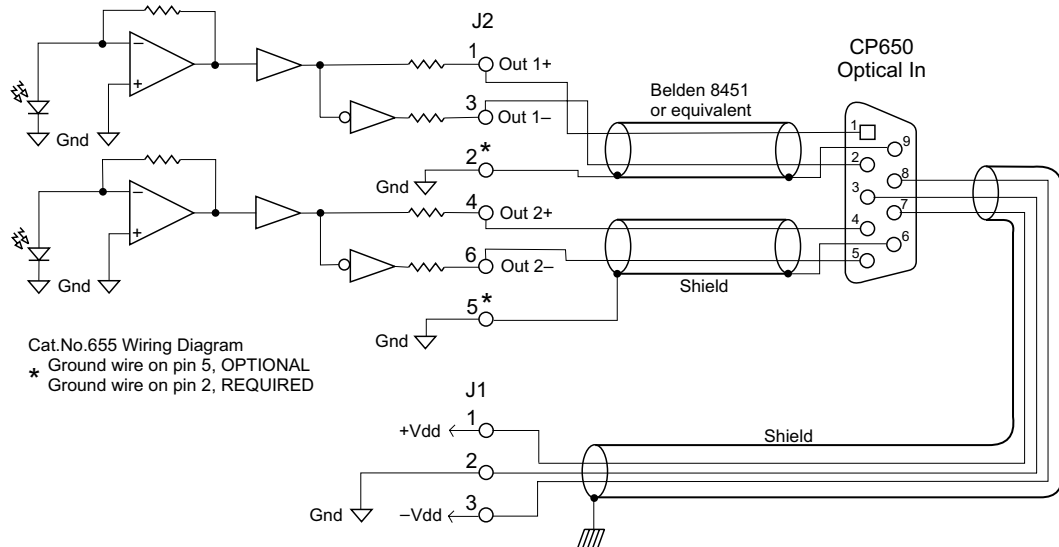 J2
CP650
Optical In
1
Out 1+
Belden 8451
or equivalent
3
Out 1–
Gnd
2*
Gnd
4
Out 2+
6
Out 2–
Shield
5*
Gnd
Gnd
Gnd
Gnd
1
9
2
8
3
7
4
6
5
Cat.No.655 Wiring Diagram
* Ground wire on pin 5, OPTIONAL
Ground wire on pin 2, REQUIRED
J1
1
+Vdd
Shield
2
Gnd
3
–Vdd